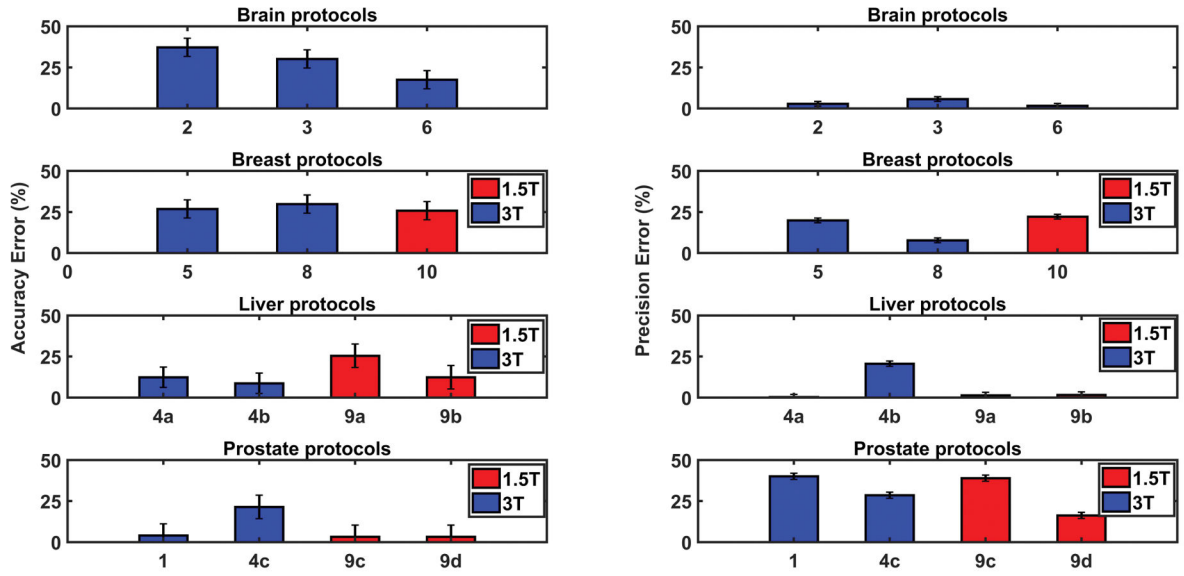 Brain protocols
50
25
0
2 3 6
Breast protocols
50
25
0
1.5T
3T
0 5 8 10
Liver protocols
50
25
0
1.5T
3T
4a 4b 9a 9b
Prostate protocols
50
25
0
1.5T
3T
1 4c 9c 9d
Accuracy Error (%)
Brain protocols
50
25
0
2 3 6
Breast protocols
50
25
0
1.5T
3T
5 8 10
Liver protocols
50
25
0
1.5T
3T
4a 4b 9a 9b
Prostate protocols
50
25
0
1.5T
3T
1 4c 9c 9d
Precision Error (%)